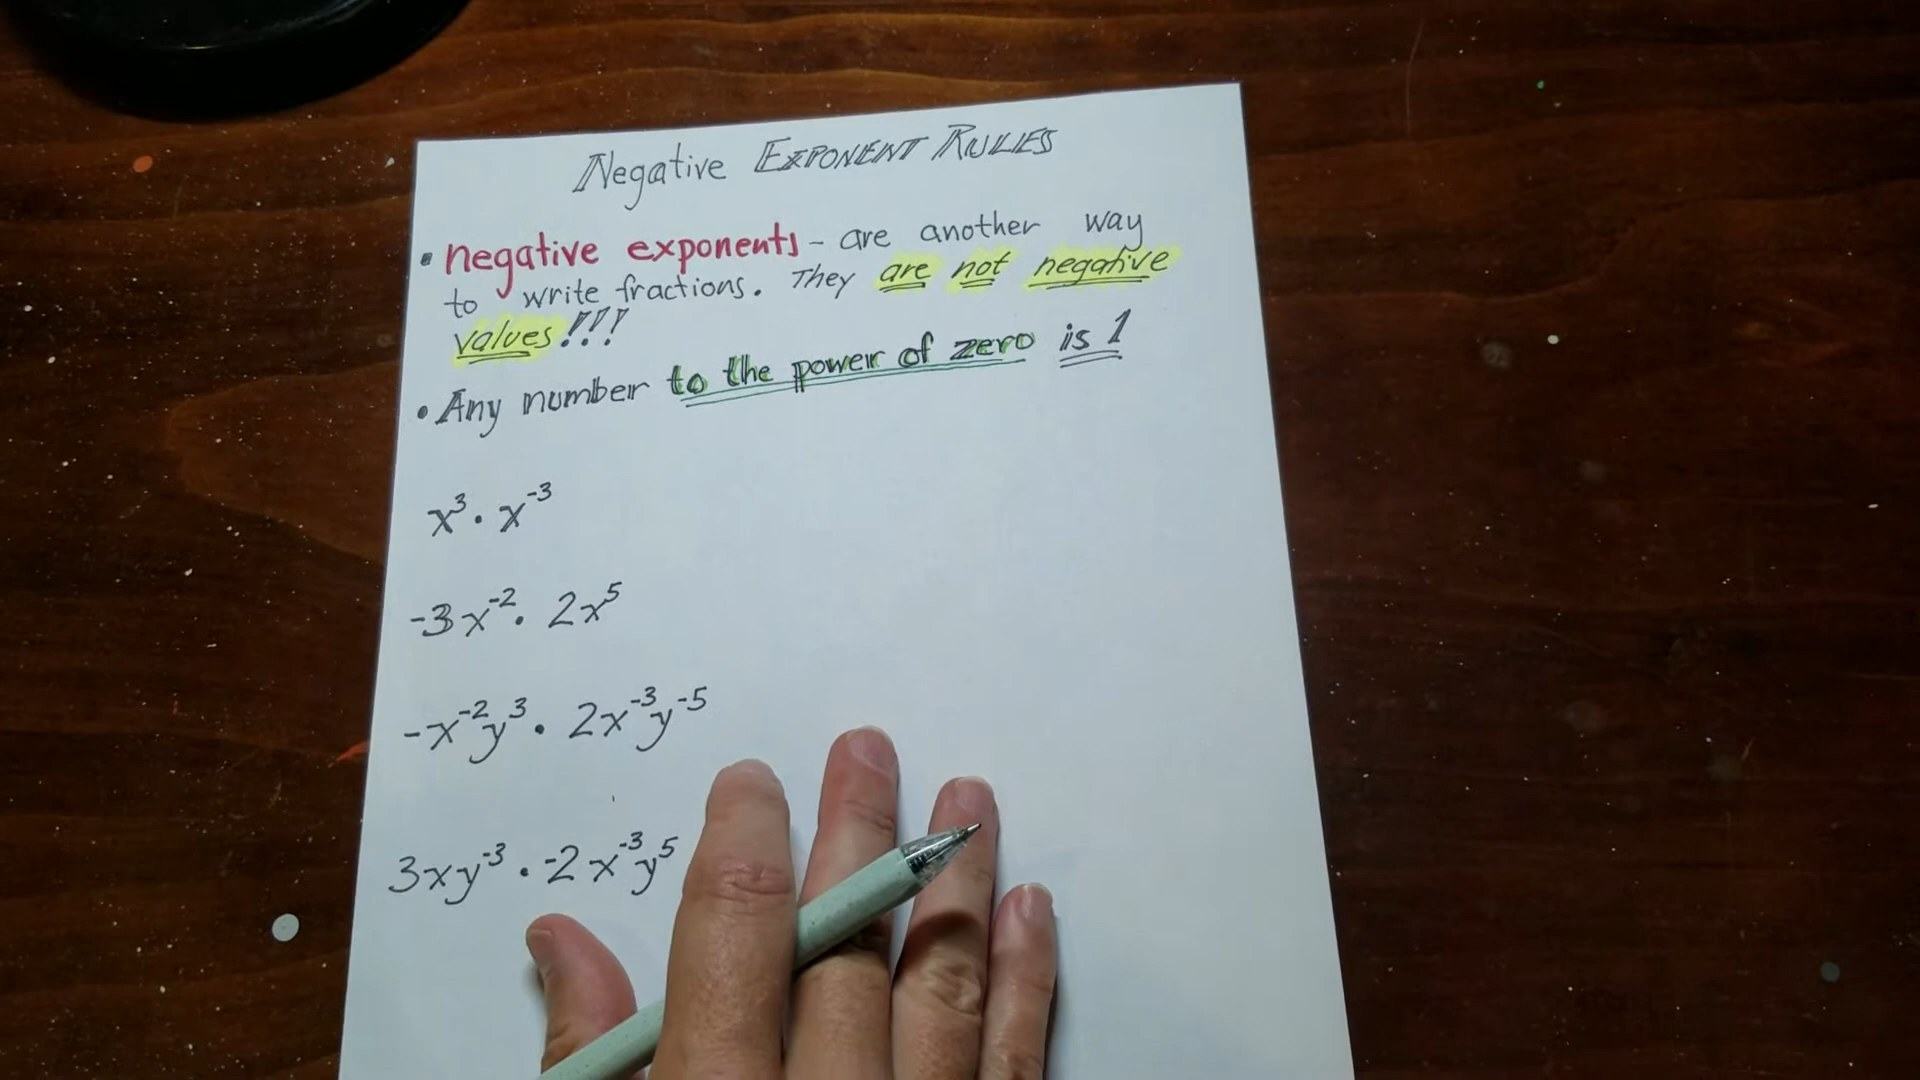 Negative EXPONENT RULES
• negative exponents - are another way
to write fractions. They are not negative
values!!!
• Any number to the power of zero is 1
x³ · x⁻³
-3x⁻² · 2x⁵
-x⁻²y³ · 2x⁻³y⁻⁵
3xy⁻³ · -2x⁻³y⁵